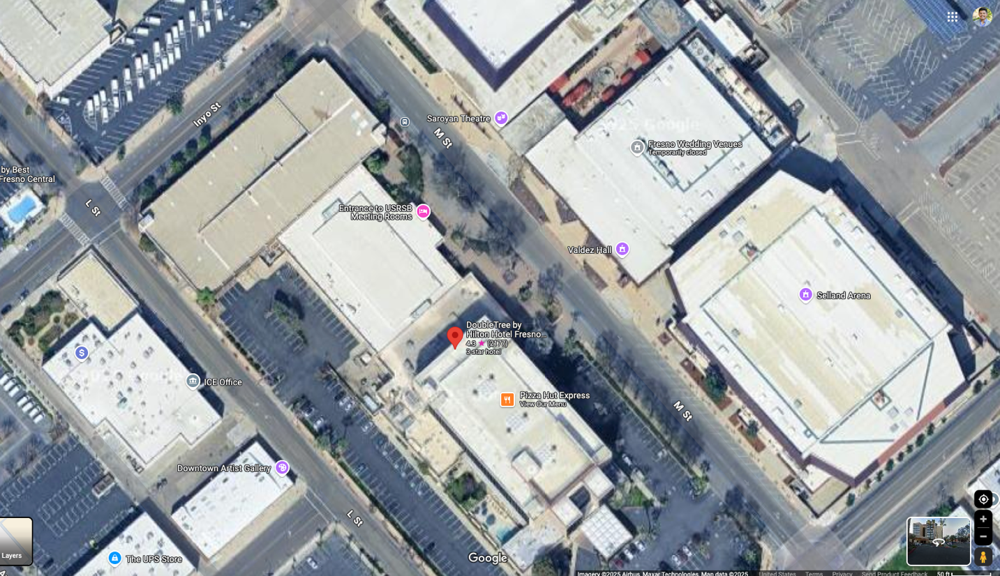 Inyo St
Saroyan Theatre
M St
Fresno Wedding Venues
Temporarily closed
by Best
Fresno Central
L St
Entrance to USRSB
Meeting Rooms
Valdez Hall
Selland Arena
DoubleTree by
Hilton Hotel Fresno...
4.3 ★ (2177)
3-star hotel
$
ICE Office
Pizza Hut Express
View Our Menu
M St
Downtown Artist Gallery
L St
Layers
The UPS Store
Google
Imagery ©2025 Airbus, Maxar Technologies, Map data ©2025
United States
Terms
Privacy
Send Product Feedback
50 ft